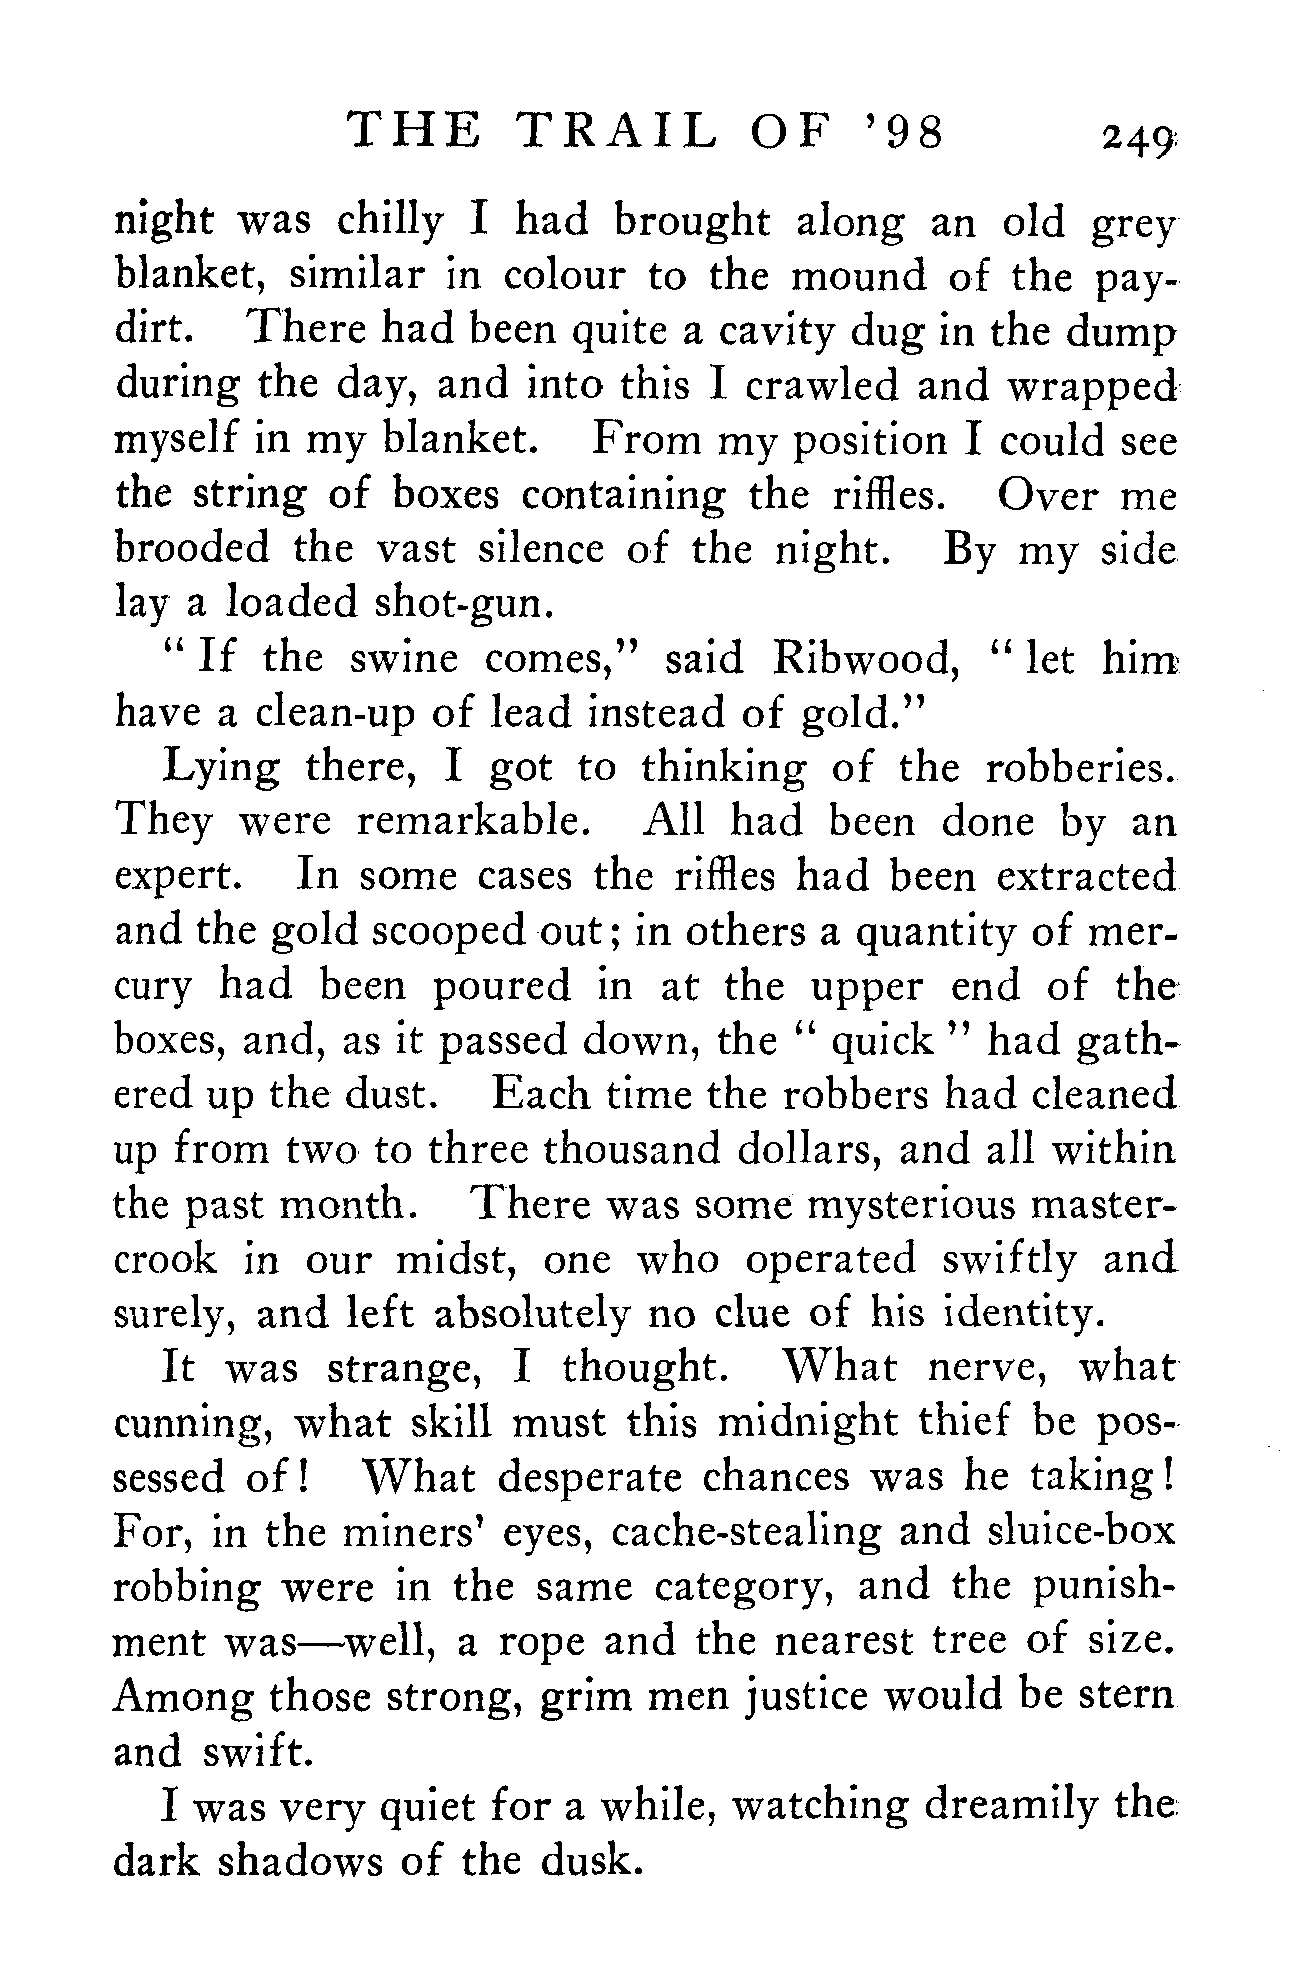 THE TRAIL OF '98 249
night was chilly I had brought along an old grey
blanket, similar in colour to the mound of the pay-
dirt. There had been quite a cavity dug in the dump
during the day, and into this I crawled and wrapped
myself in my blanket. From my position I could see
the string of boxes containing the riffles. Over me
brooded the vast silence of the night. By my side
lay a loaded shot-gun.
" If the swine comes," said Ribwood, " let him
have a clean-up of lead instead of gold."
Lying there, I got to thinking of the robberies.
They were remarkable. All had been done by an
expert. In some cases the riffles had been extracted
and the gold scooped out; in others a quantity of mer-
cury had been poured in at the upper end of the
boxes, and, as it passed down, the " quick " had gath-
ered up the dust. Each time the robbers had cleaned
up from two to three thousand dollars, and all within
the past month. There was some mysterious master-
crook in our midst, one who operated swiftly and
surely, and left absolutely no clue of his identity.
It was strange, I thought. What nerve, what
cunning, what skill must this midnight thief be pos-
sessed of! What desperate chances was he taking!
For, in the miners' eyes, cache-stealing and sluice-box
robbing were in the same category, and the punish-
ment was—well, a rope and the nearest tree of size.
Among those strong, grim men justice would be stern
and swift.
I was very quiet for a while, watching dreamily the
dark shadows of the dusk.